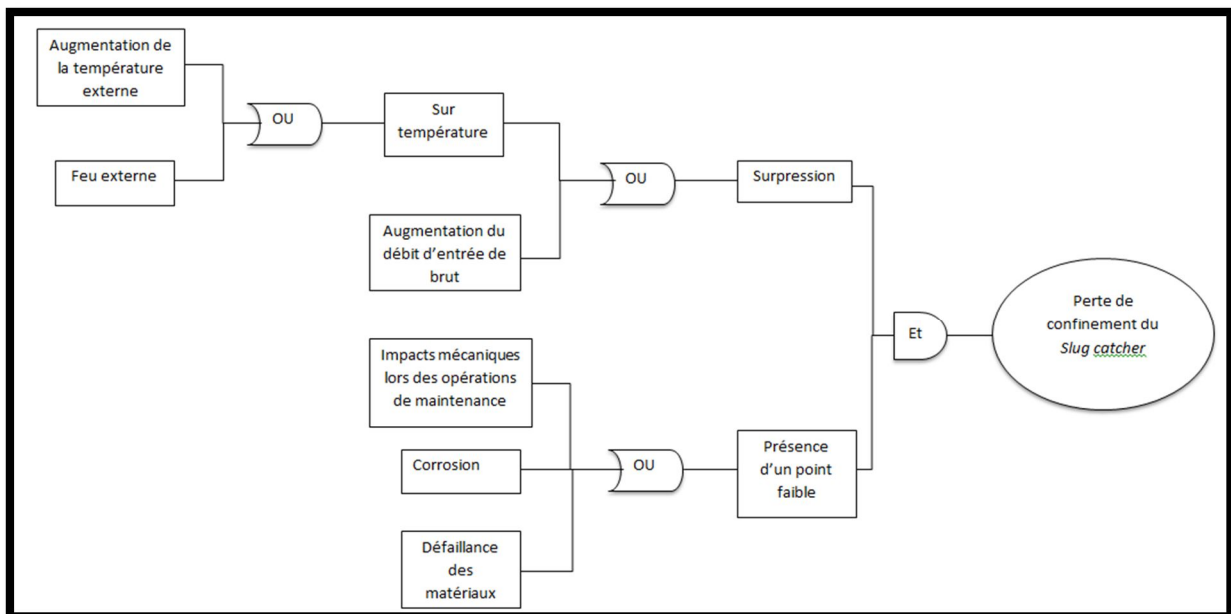 Augmentation de
la température
externe
OU
Feu externe
Sur
température
OU
Augmentation du
débit d'entrée de
brut
Surpression
Et
Perte de
confinement du
Slug catcher
Impacts mécaniques
lors des opérations
de maintenance
Corrosion
OU
Défaillance
des
matériaux
Présence
d'un point
faible